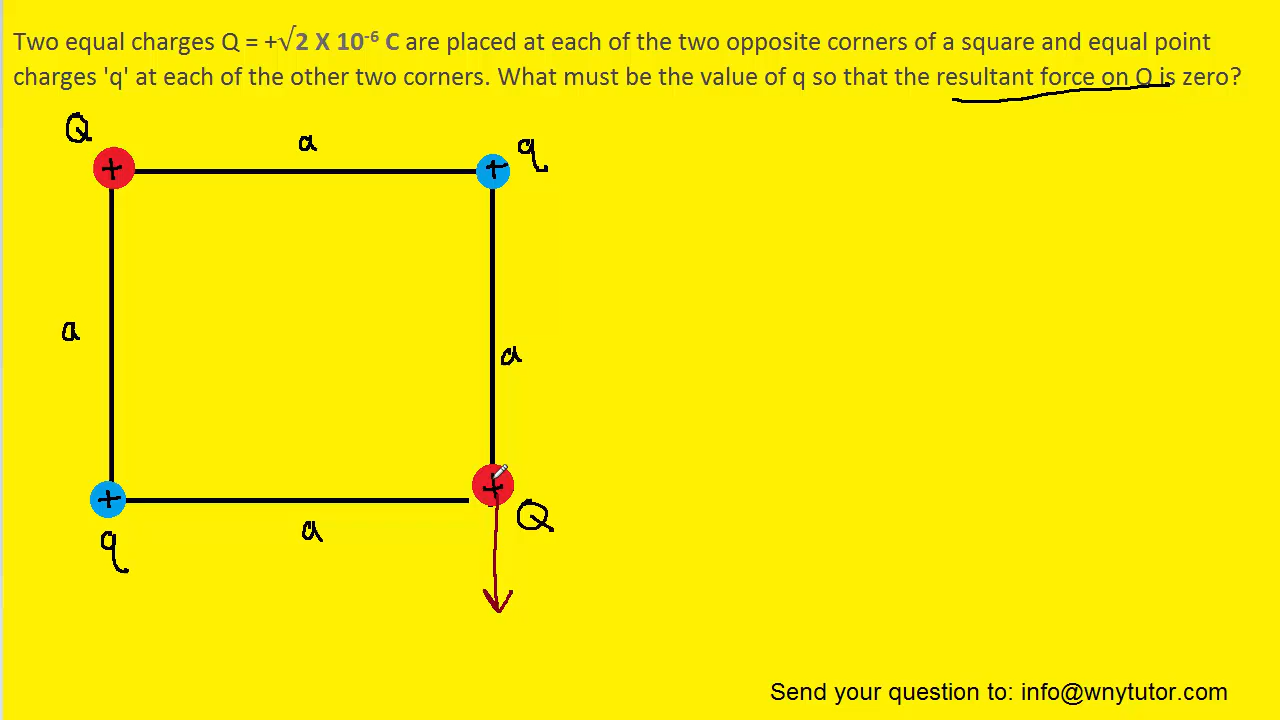 Two equal charges Q = +√2 X 10⁻⁶ C are placed at each of the two opposite corners of a square and equal point
charges 'q' at each of the other two corners. What must be the value of q so that the resultant force on Q is zero?
Q
a
q
+
+
a
a
+
+
Q
q
a
Send your question to: info@wnytutor.com